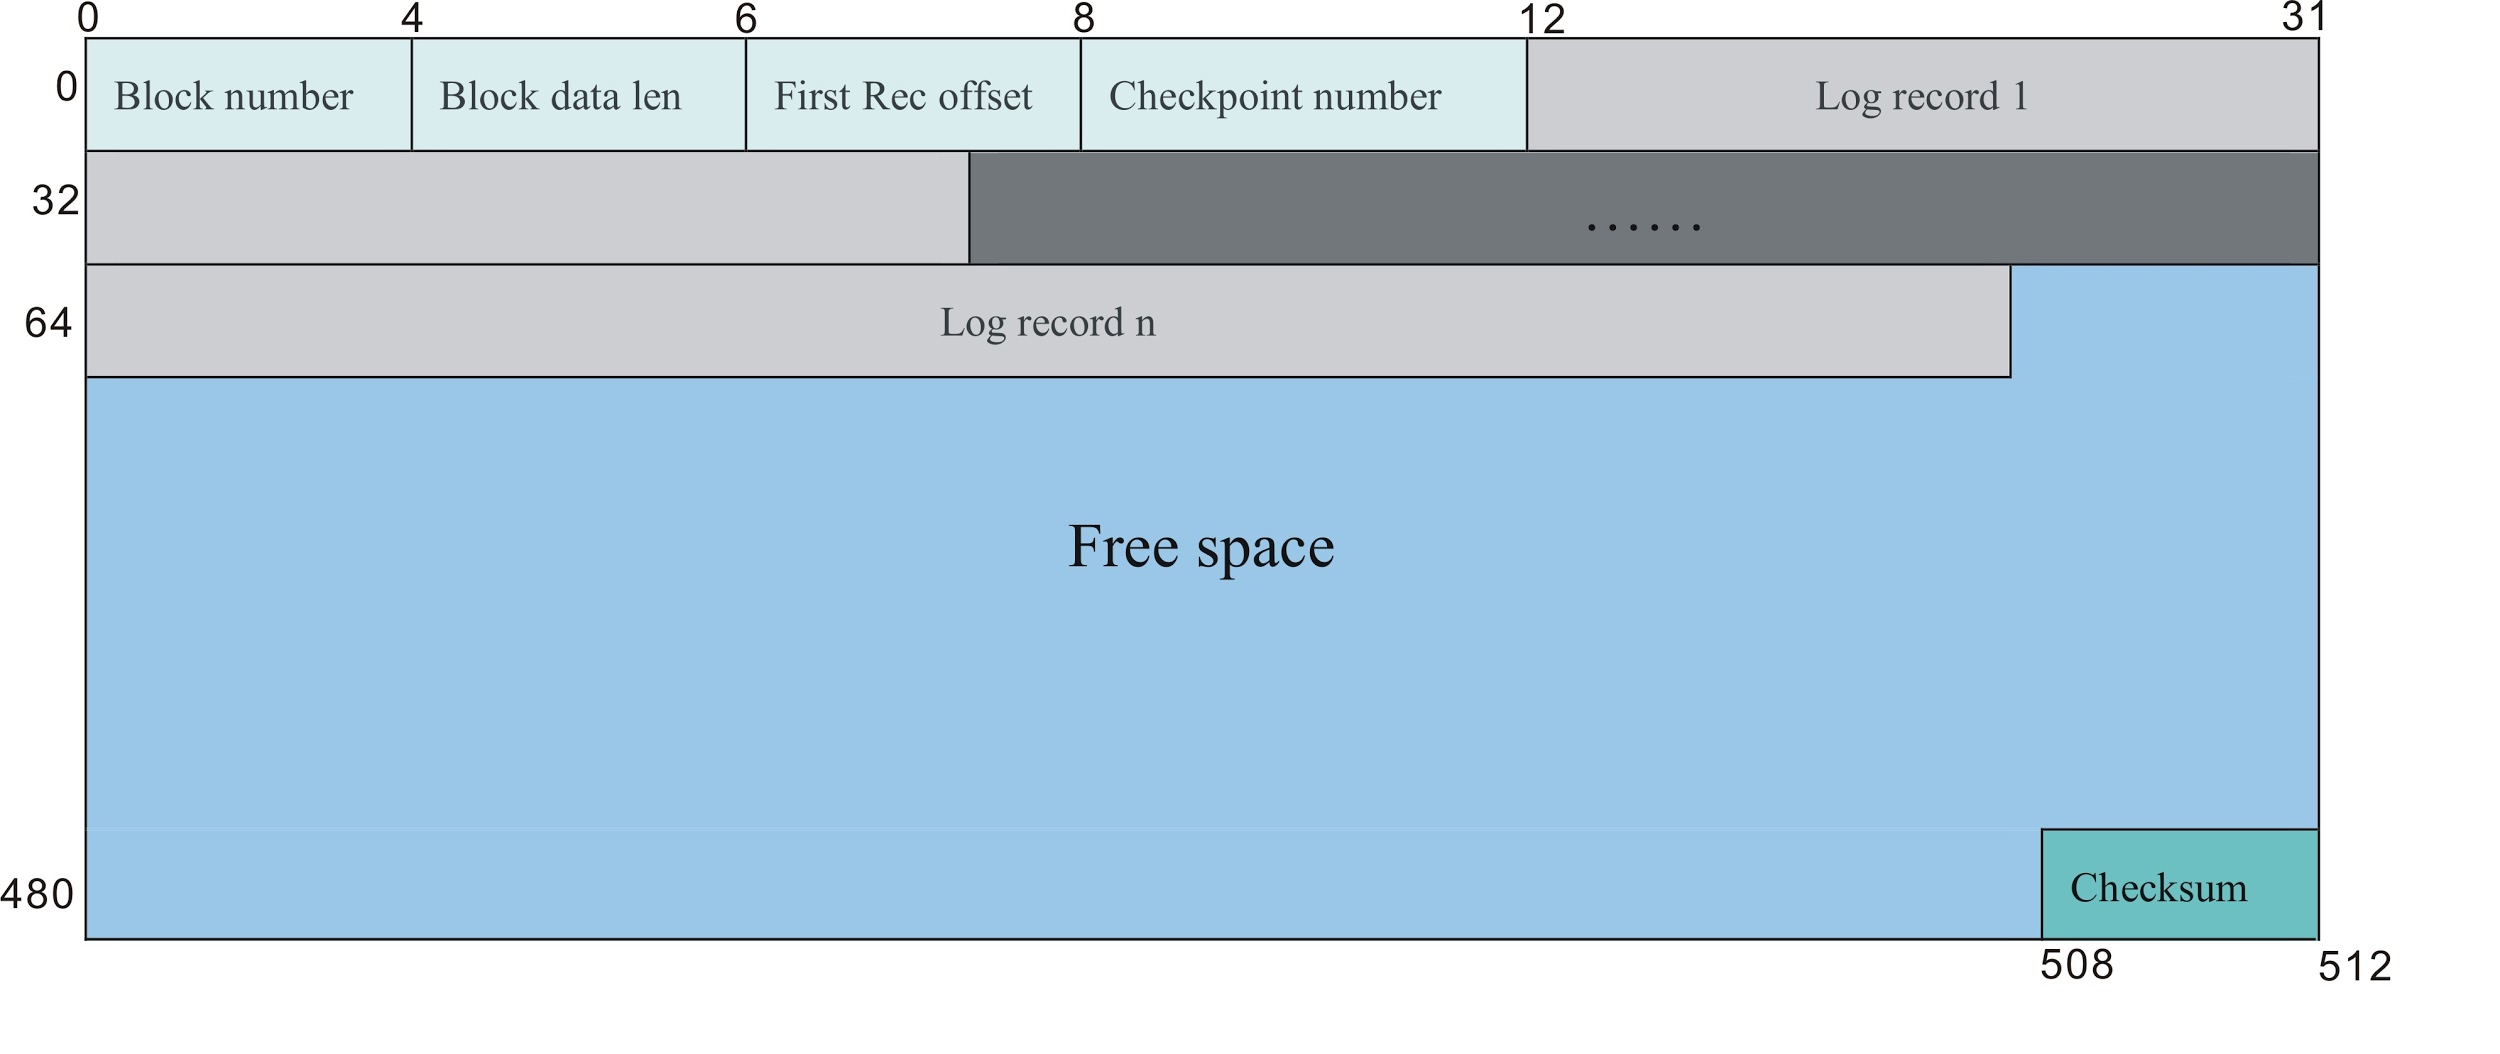 0 4 6 8 12 31
0 Block number Block data len First Rec offset Checkpoint number Log record 1
32 ......
64 Log record n
Free space
480 Checksum
508 512